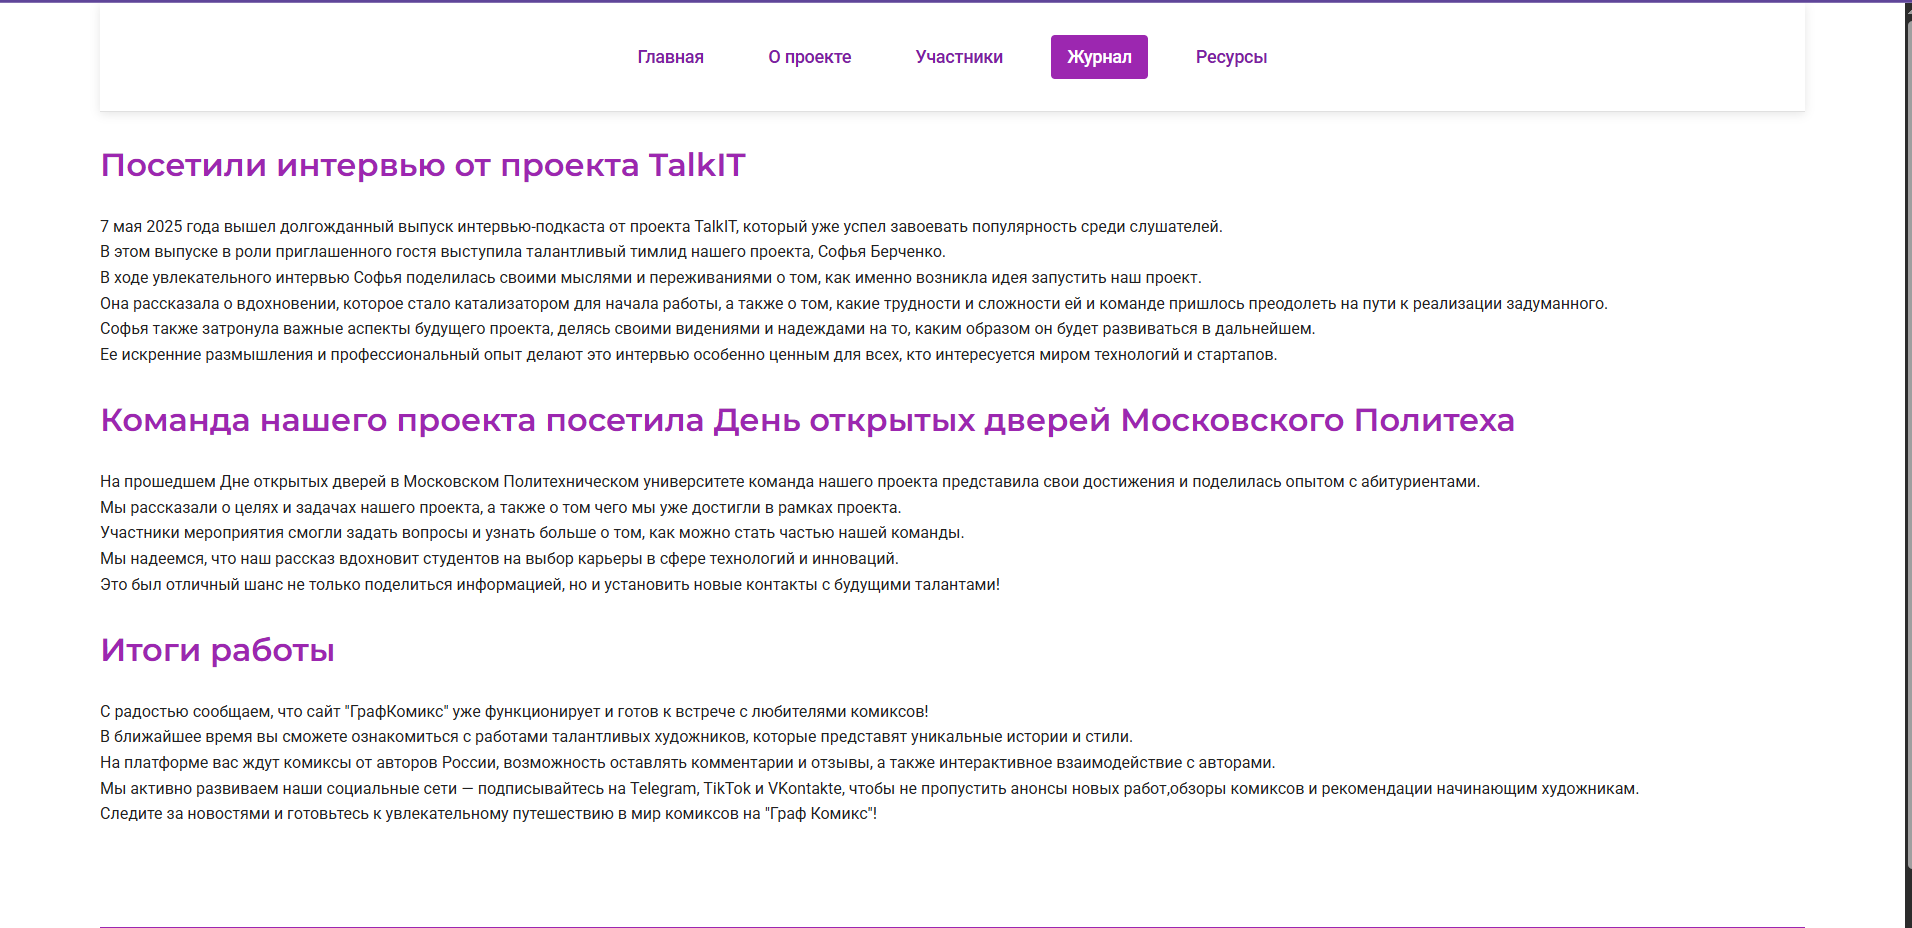 Главная О проекте Участники Журнал Ресурсы
Посетили интервью от проекта TalkIT
7 мая 2025 года вышел долгожданный выпуск интервью-подкаста от проекта TalkIT, который уже успел завоевать популярность среди слушателей.
В этом выпуске в роли приглашенного гостя выступила талантливый тимлид нашего проекта, Софья Берченко.
В ходе увлекательного интервью Софья поделилась своими мыслями и переживаниями о том, как именно возникла идея запустить наш проект.
Она рассказала о вдохновении, которое стало катализатором для начала работы, а также о том, какие трудности и сложности ей и команде пришлось преодолеть на пути к реализации задуманного.
Софья также затронула важные аспекты будущего проекта, делясь своими видениями и надеждами на то, каким образом он будет развиваться в дальнейшем.
Ее искренние размышления и профессиональный опыт делают это интервью особенно ценным для всех, кто интересуется миром технологий и стартапов.
Команда нашего проекта посетила День открытых дверей Московского Политеха
На прошедшем Дне открытых дверей в Московском Политехническом университете команда нашего проекта представила свои достижения и поделилась опытом с абитуриентами.
Мы рассказали о целях и задачах нашего проекта, а также о том чего мы уже достигли в рамках проекта.
Участники мероприятия смогли задать вопросы и узнать больше о том, как можно стать частью нашей команды.
Мы надеемся, что наш рассказ вдохновит студентов на выбор карьеры в сфере технологий и инноваций.
Это был отличный шанс не только поделиться информацией, но и установить новые контакты с будущими талантами!
Итоги работы
С радостью сообщаем, что сайт "ГрафКомикс" уже функционирует и готов к встрече с любителями комиксов!
В ближайшее время вы сможете ознакомиться с работами талантливых художников, которые представят уникальные истории и стили.
На платформе вас ждут комиксы от авторов России, возможность оставлять комментарии и отзывы, а также интерактивное взаимодействие с авторами.
Мы активно развиваем наши социальные сети — подписывайтесь на Telegram, TikTok и VKontakte, чтобы не пропустить анонсы новых работ,обзоры комиксов и рекомендации начинающим художникам.
Следите за новостями и готовьтесь к увлекательному путешествию в мир комиксов на "Граф Комикс"!